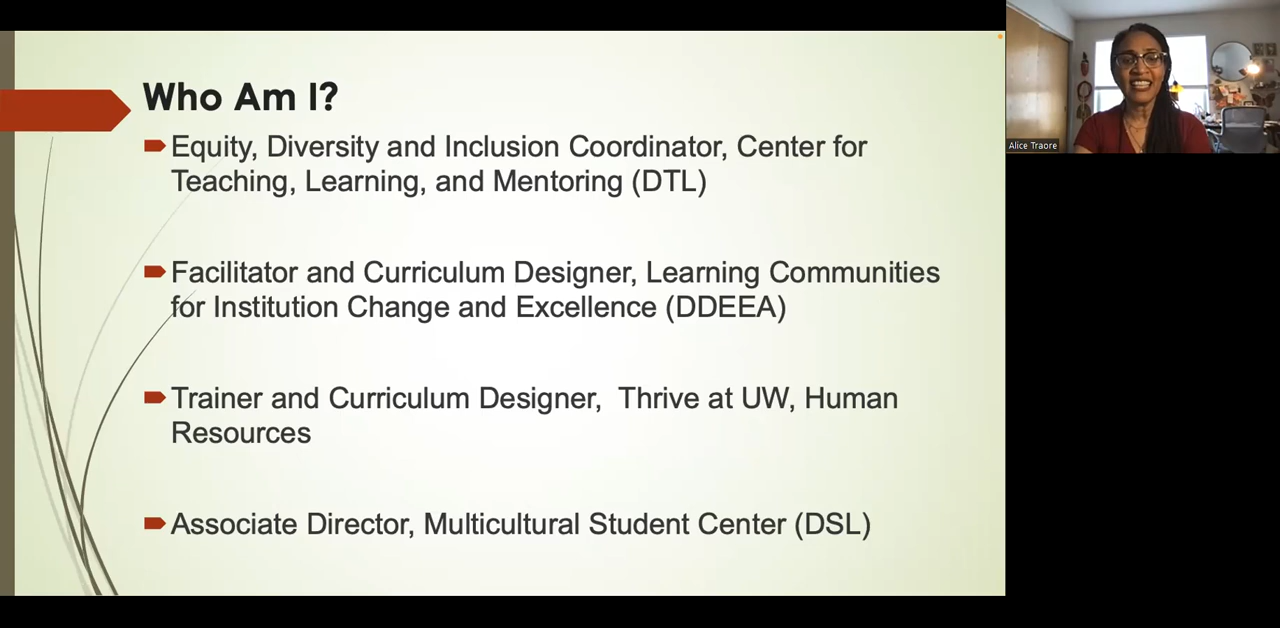 Who Am I?
Equity, Diversity and Inclusion Coordinator, Center for
Teaching, Learning, and Mentoring (DTL)
Facilitator and Curriculum Designer, Learning Communities
for Institution Change and Excellence (DDEEA)
Trainer and Curriculum Designer,  Thrive at UW, Human
Resources
Associate Director, Multicultural Student Center (DSL)
Alice Traore